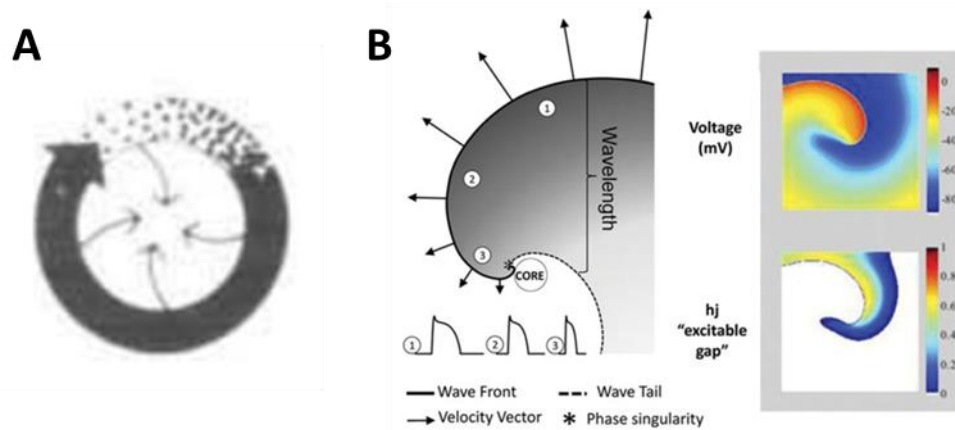 A
B
1
2
3
Wavelength
CORE
*
1
2
3
Wave Front
Wave Tail
Velocity Vector
* Phase singularity
Voltage
(mV)
0
-20
-40
-60
-80
hj
"excitable
gap"
1
0.8
0.6
0.4
0.2
0